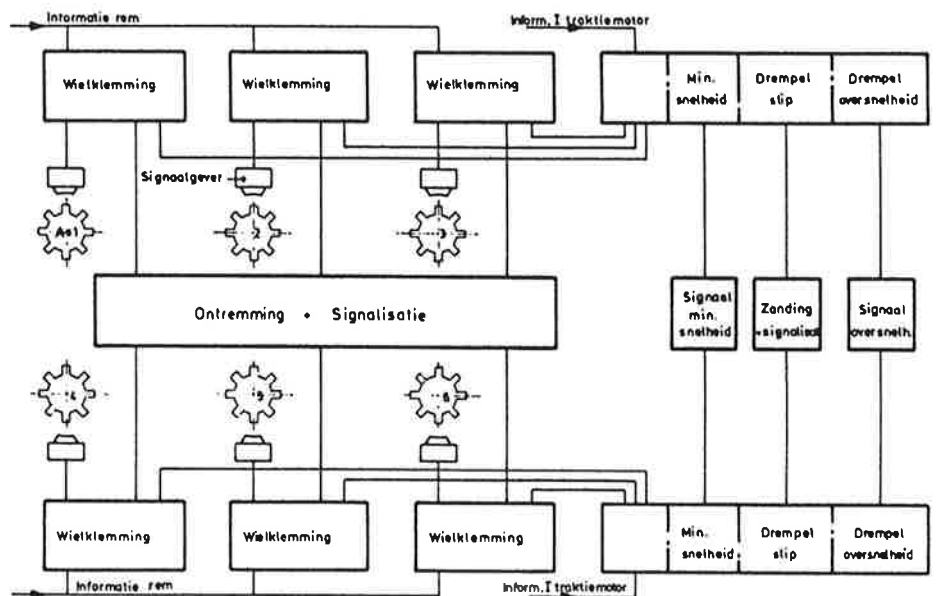 Informatie rem
Inform. I traktiemotor
Wielklemming
Wielklemming
Wielklemming
Min.
snelheid
Drempel
slip
Drempel
oversnelheid
Signaalgever
As1
2
3
Ontremming + Signalisatie
Signaal
min.
snelheid
Zanding
+signalisat
Signaal
oversnelh.
4
5
6
Wielklemming
Wielklemming
Wielklemming
Min.
snelheid
Drempel
slip
Drempel
oversnelheid
Informatie rem
Inform. I traktiemotor